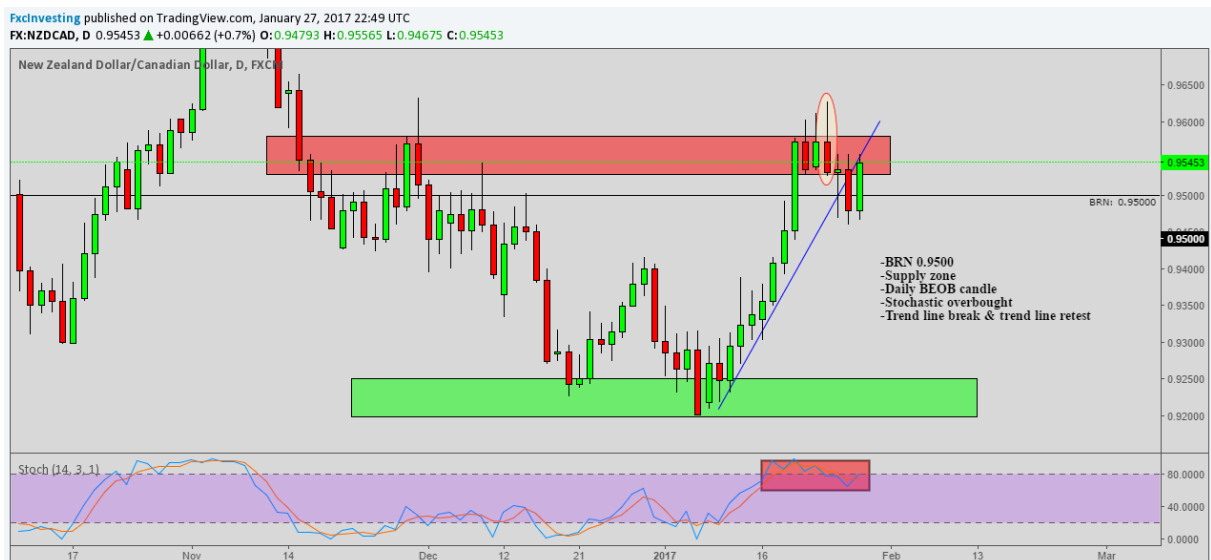 FxcInvesting published on TradingView.com, January 27, 2017 22:49 UTC
FX:NZDCAD, D 0.95453 ▲ +0.00662 (+0.7%) O:0.94793 H:0.95565 L:0.94675 C:0.95453
New Zealand Dollar/Canadian Dollar, D, FXCM
0.96500
0.96000
0.95453
0.95000
BRN: 0.95000
0.95000
0.94000
-BRN 0.9500
-Supply zone
-Daily BEOB candle
-Stochastic overbought
-Trend line break & trend line retest
0.93500
0.93000
0.92500
0.92000
Stoch (14, 3, 1)
80.0000
40.0000
0.0000
17 Nov 14 Dec 12 21 2017 16 Feb 13 Mar